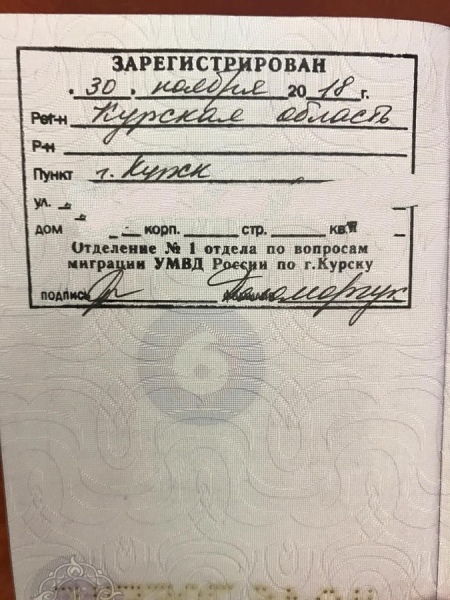 ЗАРЕГИСТРИРОВАН
30 ноября 2018 г.
Рег-н Курская область
Р-н
Пункт г. Курск
ул.
дом корп. стр. кв
Отделение № 1 отдела по вопросам
миграции УМВД России по г.Курску
подпись